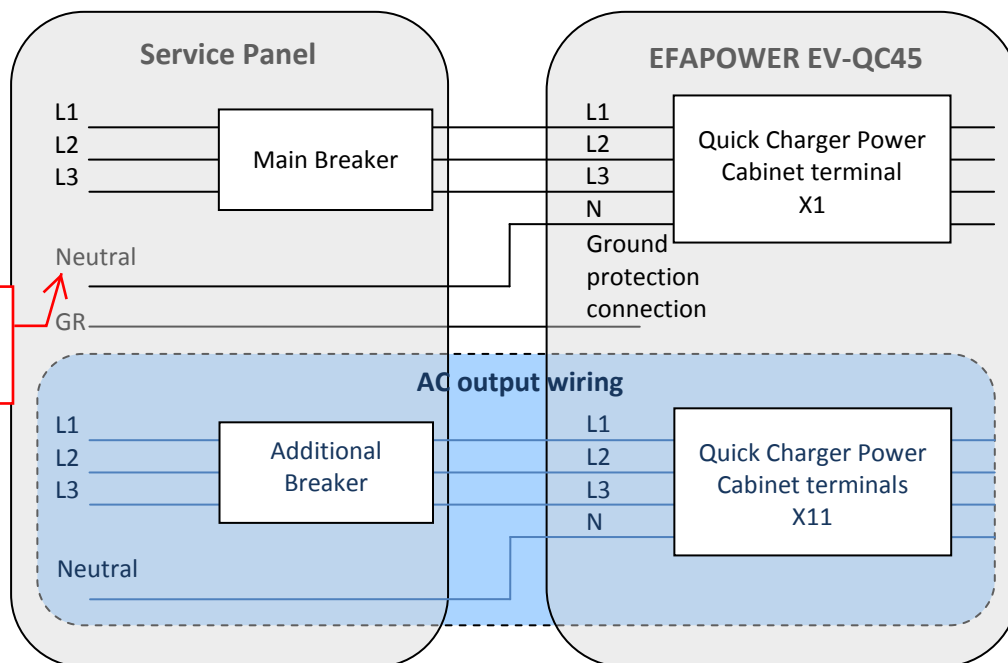 Service Panel
EFAPOWER EV-QC45
L1
L2
L3
Main Breaker
L1
L2
L3
N
Quick Charger Power
Cabinet terminal
X1
Neutral
Ground
protection
connection
GR
AC output wiring
L1
L2
L3
Additional
Breaker
L1
L2
L3
N
Quick Charger Power
Cabinet terminals
X11
Neutral